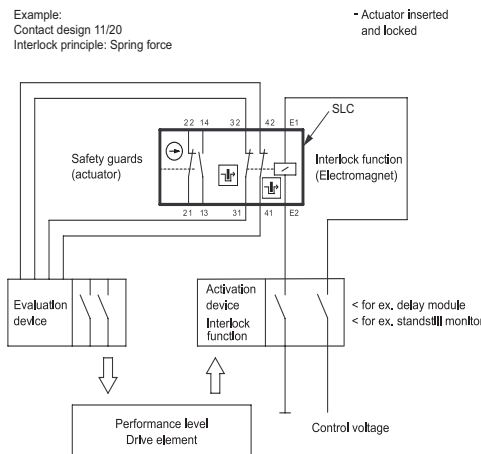 Example:
Contact design 11/20
Interlock principle: Spring force
- Actuator inserted
and locked
SLC
22 14 32 42 E1
Safety guards
(actuator)
Interlock function
(Electromagnet)
21 13 31 41 E2
Evaluation
device
Activation
device
Interlock
function
< for ex. delay module
< for ex. standstill monitor
Performance level
Drive element
Control voltage